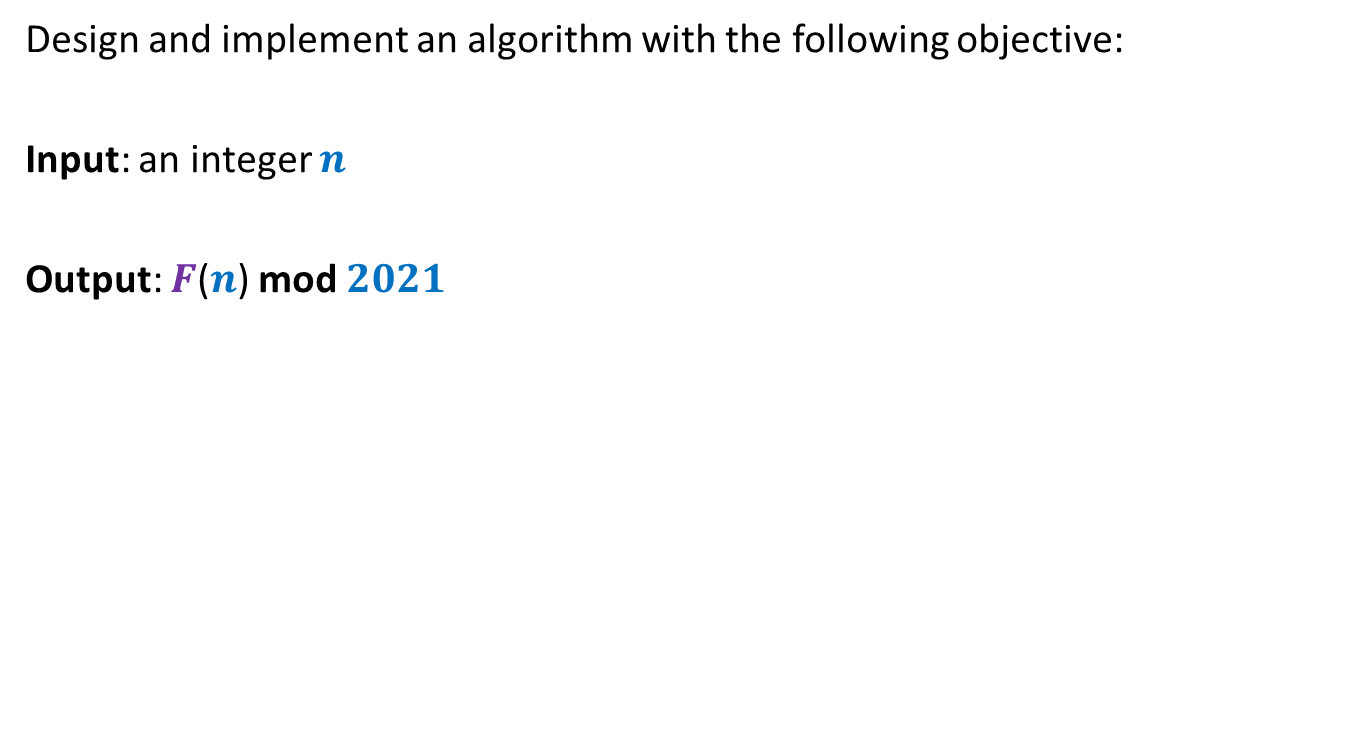 Design and implement an algorithm with the following objective:
Input: an integer n
Output: F(n) mod 2021